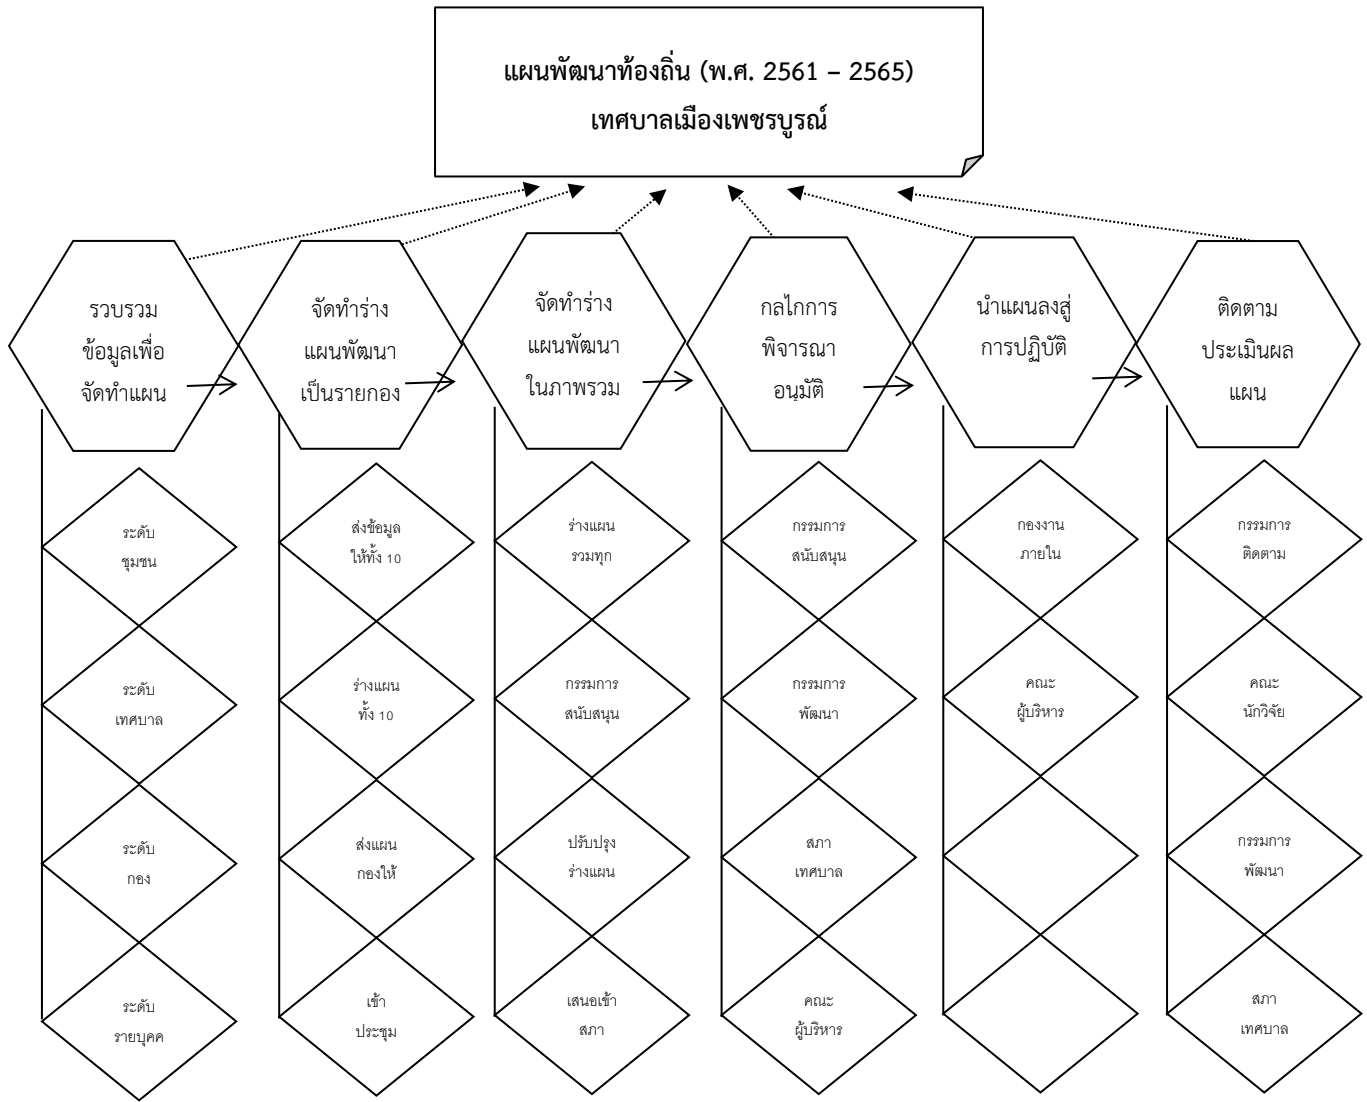 แผนพัฒนาท้องถิ่น (พ.ศ. 2561 – 2565)
เทศบาลเมืองเพชรบูรณ์
รวบรวม
ข้อมูลเพื่อ
จัดทำแผน
จัดทำร่าง
แผนพัฒนา
เป็นรายกอง
จัดทำร่าง
แผนพัฒนา
ในภาพรวม
กลไกการ
พิจารณา
อนุมัติ
นำแผนลงสู่
การปฏิบัติ
ติดตาม
ประเมินผล
แผน
ระดับ
ชุมชน
ระดับ
เทศบาล
ระดับ
กอง
ระดับ
รายบุคค
ส่งข้อมูล
ให้ทั้ง 10
ร่างแผน
ทั้ง 10
ส่งแผน
กองให้
เข้า
ประชุม
ร่างแผน
รวมทุก
กรรมการ
สนับสนุน
ปรับปรุง
ร่างแผน
เสนอเข้า
สภา
กรรมการ
สนับสนุน
กรรมการ
พัฒนา
สภา
เทศบาล
คณะ
ผู้บริหาร
กองงาน
ภายใน
คณะ
ผู้บริหาร
กรรมการ
ติดตาม
คณะ
นักวิจัย
กรรมการ
พัฒนา
สภา
เทศบาล